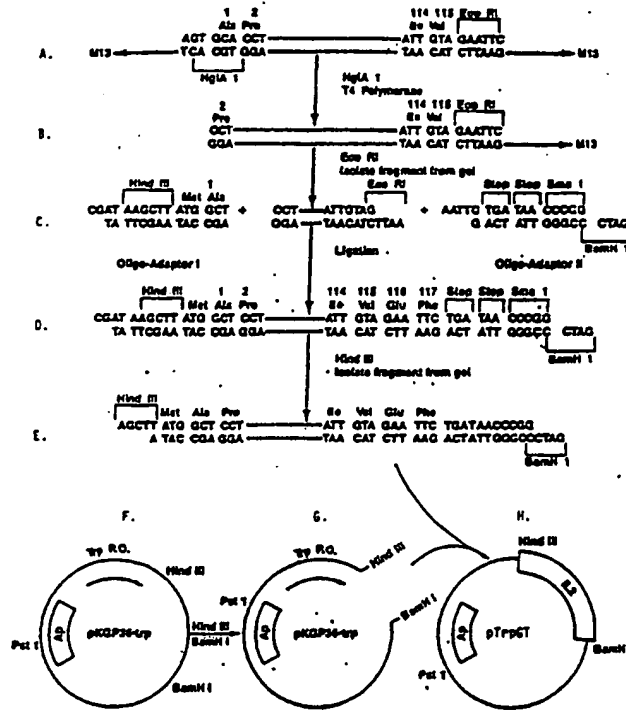 1 2 114 115 Eco RI
Ala Pro Ile Val
A. AGT GCA CCT ATT GTA GAATTC
M13 TCA CGT GGA TAA CAT CTTAAG M13
HgiA 1
HgiA 1
T4 Polymerase
2 114 115 Eco RI
Pro Ile Val
B. CCT ATT GTA GAATTC
GGA TAA CAT CTTAAG M13
Eco RI
Isolate fragment from gel
Hind III 1 Eco RI Stop Stop Sma 1
Met Ala
C. CGAT AAGCTT ATG GCT + CCT ATTGTAG + AATTC TGA TAA CCCGG
TA TTCGAA TAC CGA GGA TAACATCTTAA G ACT ATT GGGCC CTAG
BamH 1
Oligo-Adaptor I Ligation Oligo-Adaptor II
Hind III 1 2 114 115 116 117 Stop Stop Sma 1
Met Ala Pro Ile Val Glu Phe
D. CGAT AAGCTT ATG GCT CCT ATT GTA GAA TTC TGA TAA CCCGG
TA TTCGAA TAC CGA GGA TAA CAT CTT AAG ACT ATT GGGCC CTAG
BamH 1
Hind III
Isolate fragment from gel
Hind III Met Ala Pro Ile Val Glu Phe
AGCTT ATG GCT CCT ATT GTA GAA TTC TGATAACCCGG
E. A TAC CGA GGA TAA CAT CTT AAG ACTATTGGGCCCTAG
BamH 1
F. G. H.
Hind III
Trp P.O. Hind III Trp P.O. Hind III IL2
Pst 1 Ap pKGP36-trp Hind III BamH I Pst 1 Ap pKGP36-trp BamH I Ap pTrpGT BamH
BamH I Pst 1